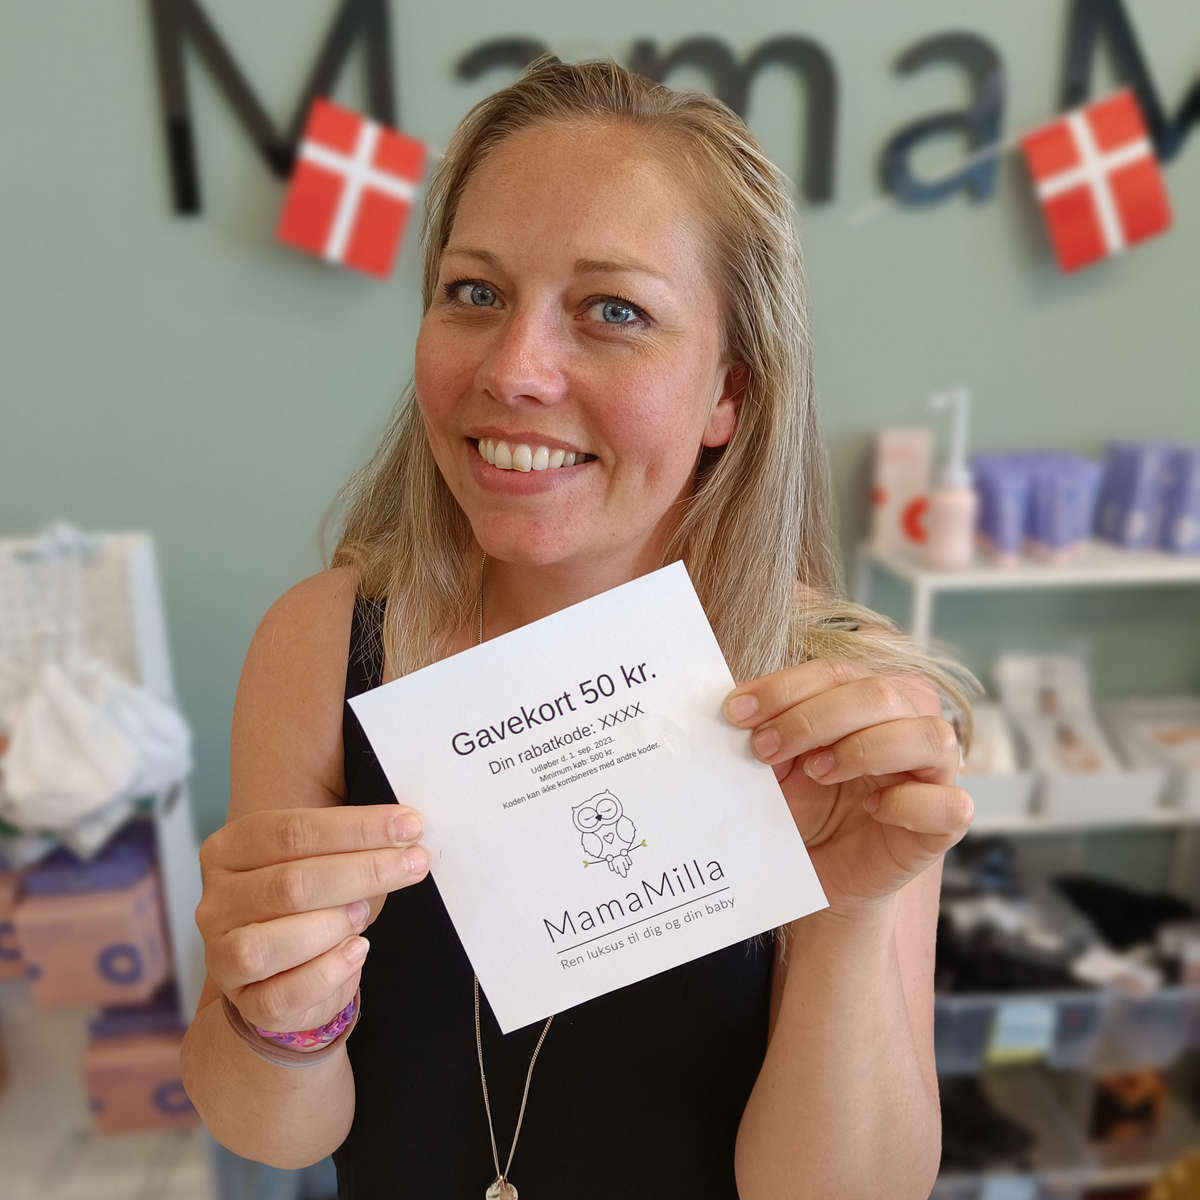 MamaM
Gavekort 50 kr.
Din rabatkode: XXXX
Udløber d. 1. sep. 2023.
Minimum køb: 500 kr.
Koden kan ikke kombineres med andre koder.
MamaMilla
Ren luksus til dig og din baby